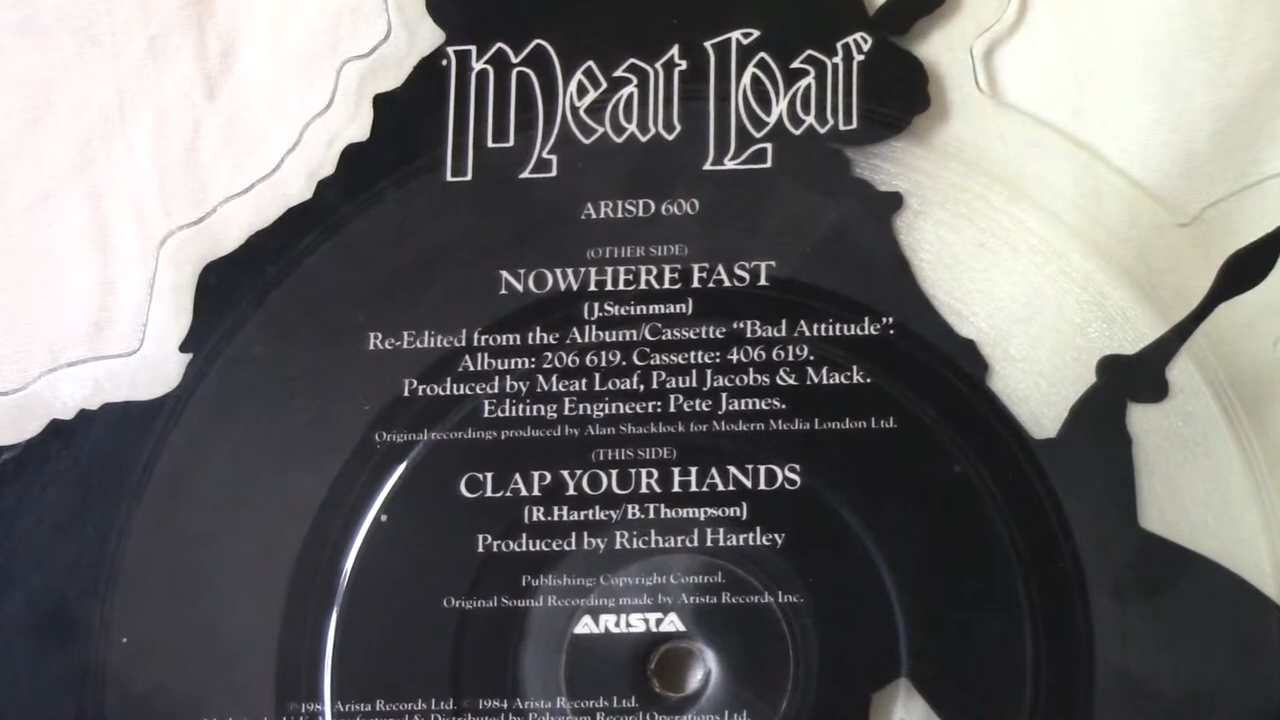 Meat Loaf
ARISD 600
(OTHER SIDE)
NOWHERE FAST
(J.Steinman)
Re-Edited from the Album/Cassette “Bad Attitude”.
Album: 206 619. Cassette: 406 619.
Produced by Meat Loaf, Paul Jacobs & Mack.
Editing Engineer: Pete James.
Original recordings produced by Alan Shacklock for Modern Media London Ltd.
(THIS SIDE)
CLAP YOUR HANDS
(R.Hartley/B.Thompson)
Produced by Richard Hartley
Publishing: Copyright Control.
Original Sound Recording made by Arista Records Inc.
ARISTA
℗ 1984 Arista Records Ltd. © 1984 Arista Records Ltd.
Manufactured & Distributed by Polygram Record Operations Ltd.